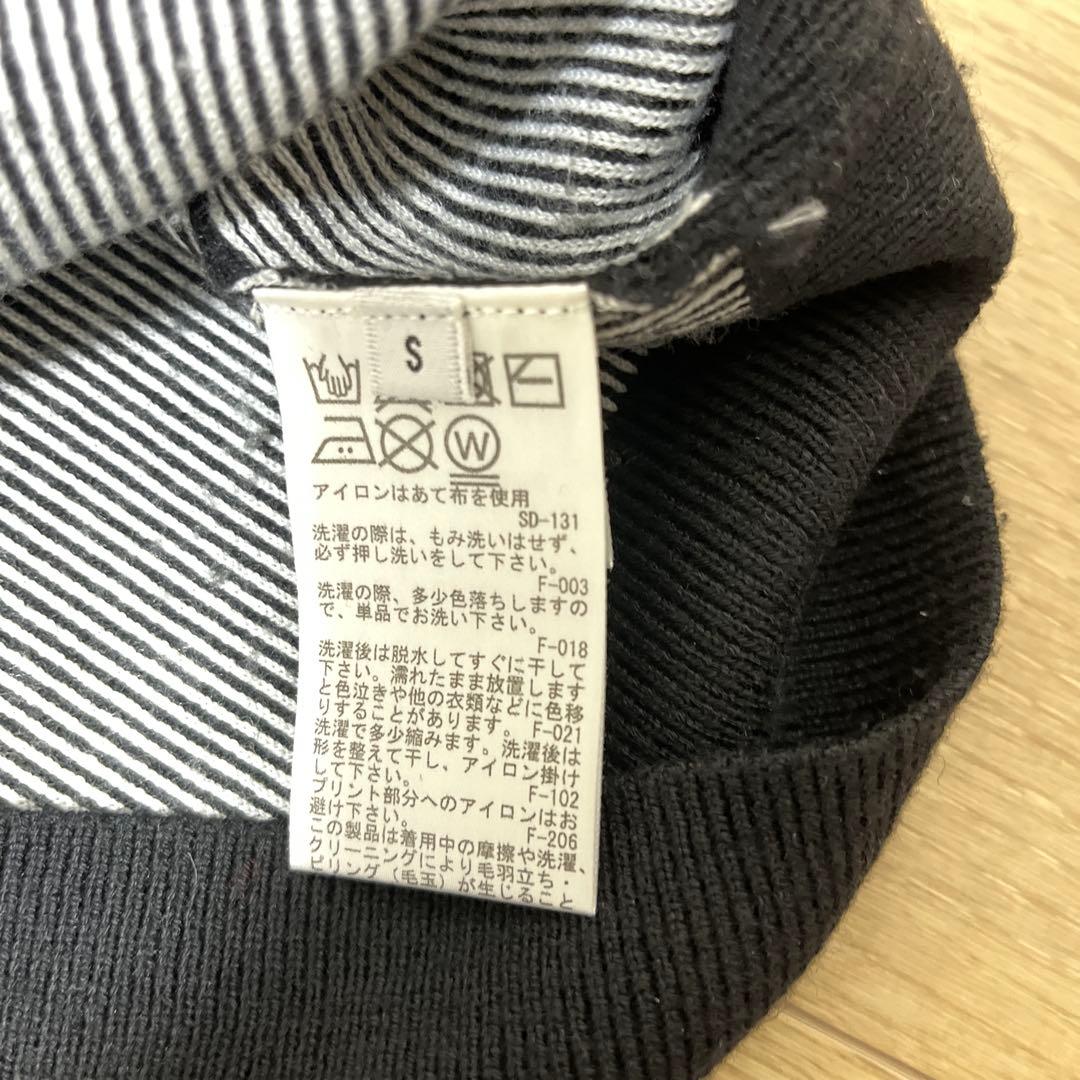 S
W
アイロンはあて布を使用
SD-131
洗濯の際は、もみ洗いはせず、
必ず押し洗いをして下さい。
F-003
洗濯の際、多少色落ちしますの
で、単品でお洗い下さい。
F-018
洗濯後は脱水してすぐに干して
下さい。濡れたまま放置します
と色泣きや他の衣類などに色移
りすることがあります。 F-021
洗濯で多少縮みます。洗濯後は
形を整えて干し、アイロン掛け
して下さい。 F-102
プリント部分へのアイロンはお
避け下さい。 F-206
この製品は着用中の摩擦や洗濯、
クリーニングにより毛羽立ち・
ピリング（毛玉）が生じること